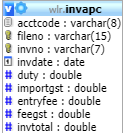 wlr.invapc
acctcode : varchar(8)
fileno : varchar(15)
invno : varchar(7)
invdate : date
duty : double
importgst : double
entryfee : double
feegst : double
invtotal : double